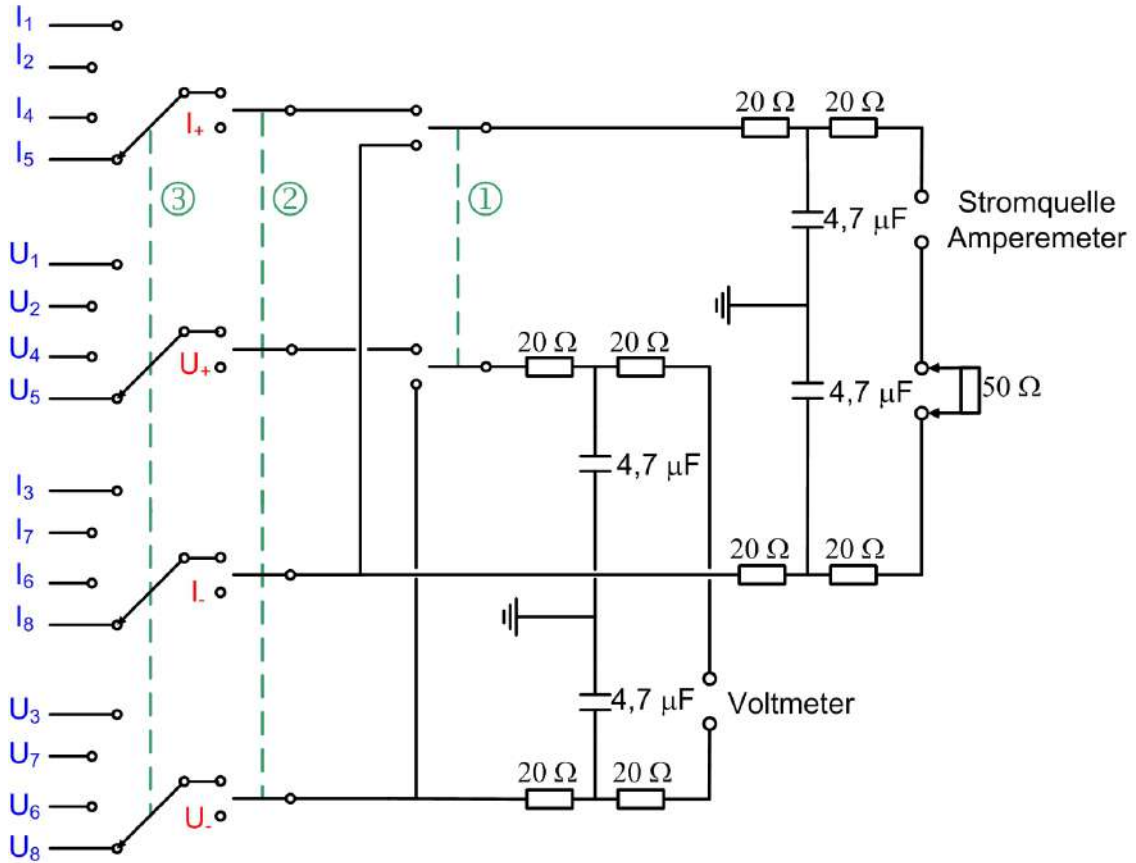 I₁
I₂
I₄
I₅
I₊
③
②
①
20 Ω
20 Ω
4,7 µF
Stromquelle
Amperemeter
U₁
U₂
U₄
U₅
U₊
20 Ω
20 Ω
4,7 µF
50 Ω
4,7 µF
I₃
I₇
I₆
I₈
I₋
20 Ω
20 Ω
U₃
U₇
U₆
U₈
U₋
4,7 µF
Voltmeter
20 Ω
20 Ω